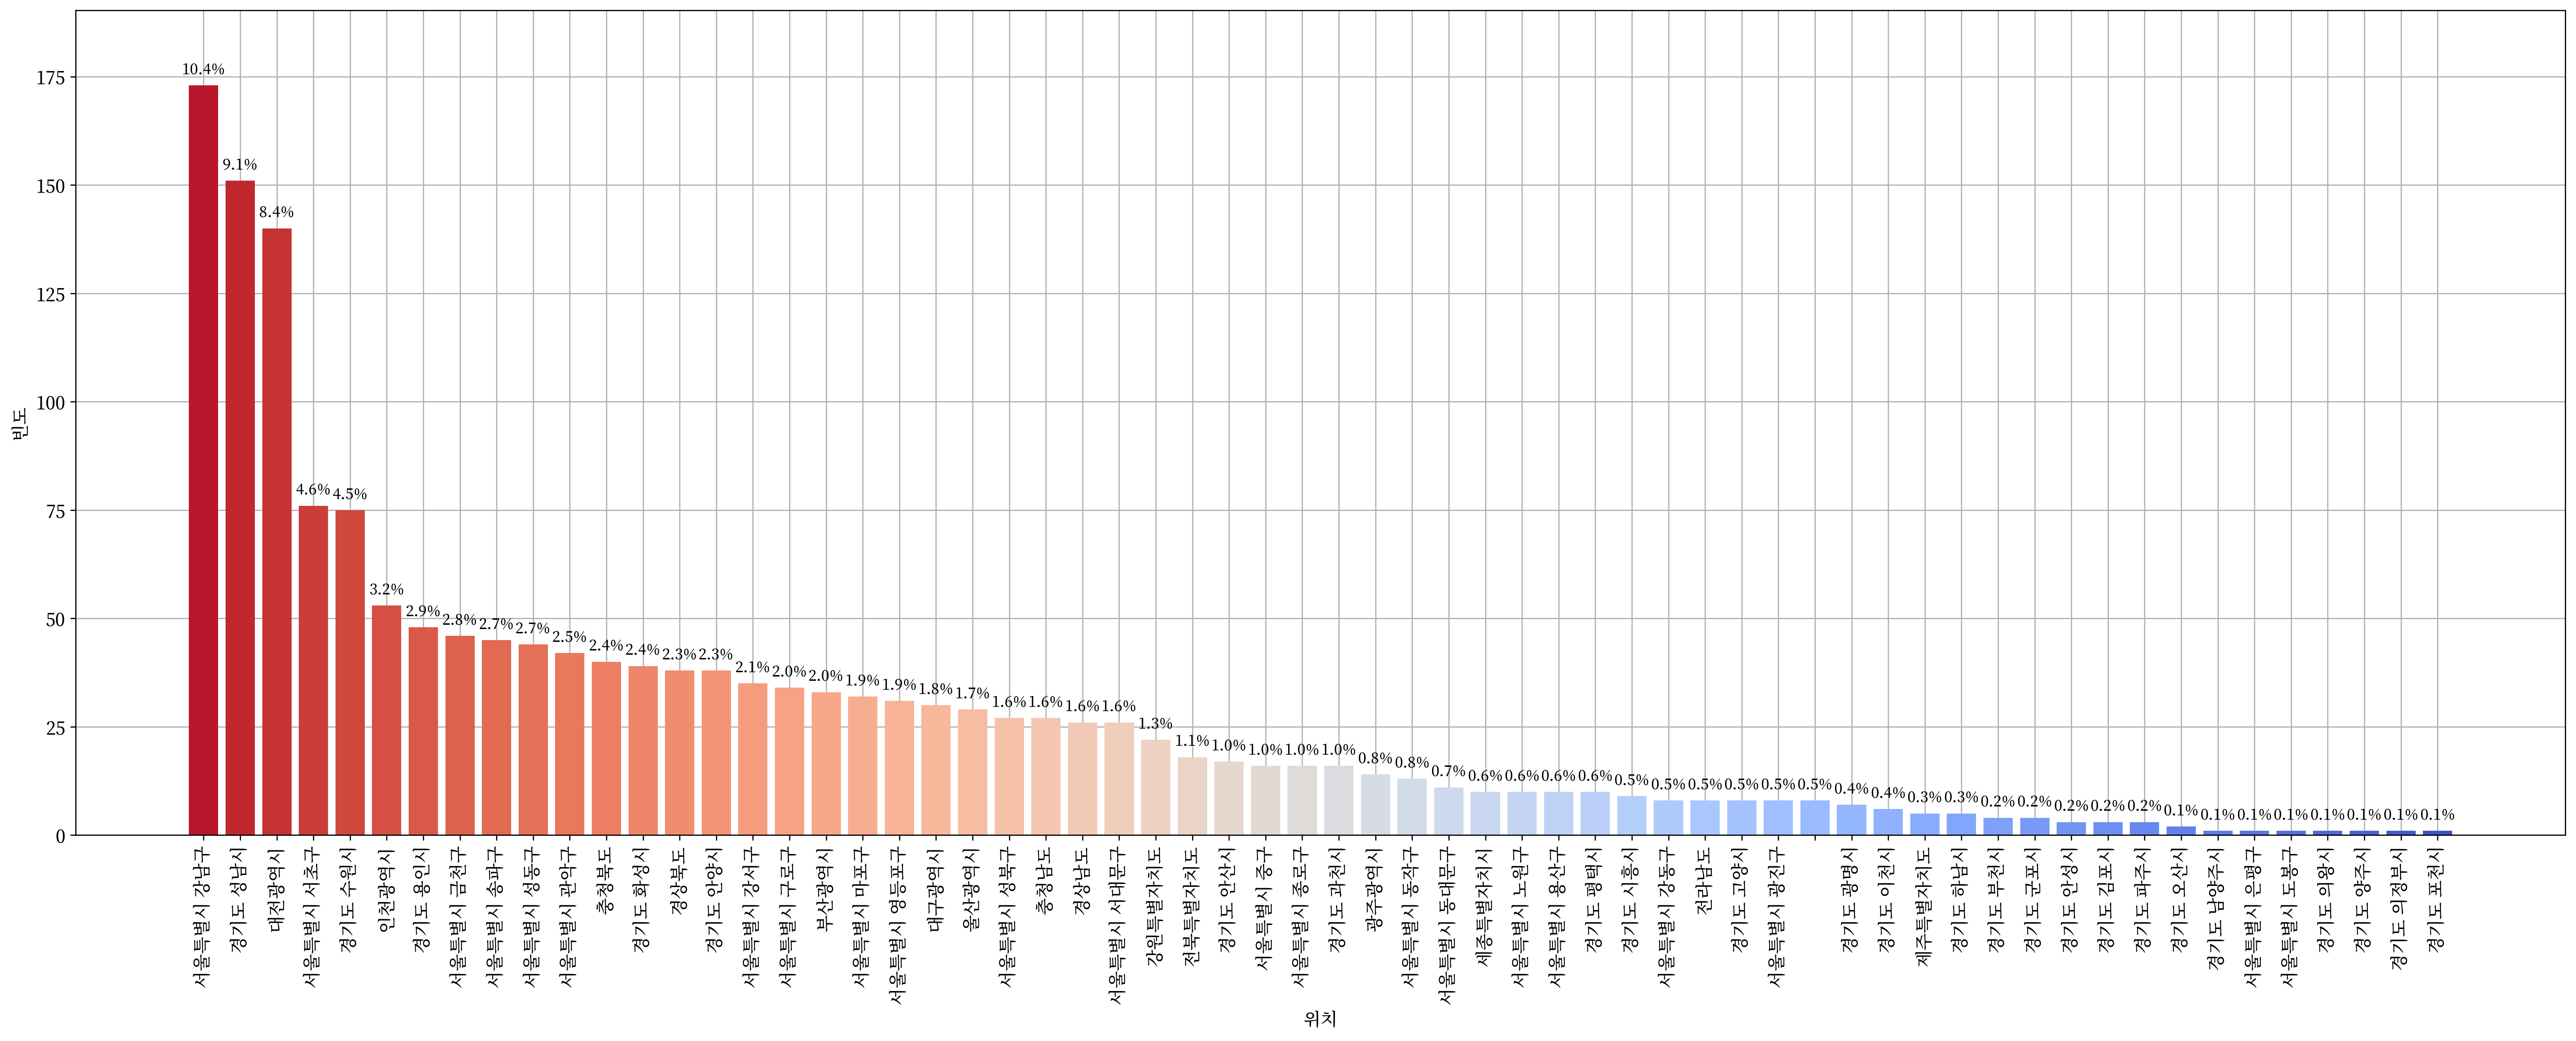 175
150
125
100
75
50
25
0
빈도
10.4%
9.1%
8.4%
4.6%
4.5%
3.2%
2.9%
2.8%
2.7%
2.7%
2.5%
2.4%
2.4%
2.3%
2.3%
2.1%
2.0%
2.0%
1.9%
1.9%
1.8%
1.7%
1.6%
1.6%
1.6%
1.6%
1.3%
1.1%
1.0%
1.0%
1.0%
1.0%
0.8%
0.8%
0.7%
0.6%
0.6%
0.6%
0.6%
0.5%
0.5%
0.5%
0.5%
0.5%
0.5%
0.4%
0.4%
0.3%
0.3%
0.2%
0.2%
0.2%
0.2%
0.2%
0.1%
0.1%
0.1%
0.1%
0.1%
0.1%
0.1%
0.1%
서울특별시 강남구
경기도 성남시
대전광역시
서울특별시 서초구
경기도 수원시
인천광역시
경기도 용인시
서울특별시 금천구
서울특별시 송파구
서울특별시 성동구
서울특별시 관악구
충청북도
경기도 화성시
경상북도
경기도 안양시
서울특별시 강서구
서울특별시 구로구
부산광역시
서울특별시 마포구
서울특별시 영등포구
대구광역시
울산광역시
서울특별시 성북구
충청남도
경상남도
서울특별시 서대문구
강원특별자치도
전북특별자치도
경기도 안산시
서울특별시 중구
서울특별시 종로구
경기도 과천시
광주광역시
서울특별시 동작구
서울특별시 동대문구
세종특별자치시
서울특별시 노원구
서울특별시 용산구
경기도 평택시
경기도 시흥시
서울특별시 강동구
전라남도
경기도 고양시
서울특별시 광진구
경기도 광명시
경기도 이천시
제주특별자치도
경기도 하남시
경기도 부천시
경기도 군포시
경기도 안성시
경기도 김포시
경기도 파주시
경기도 오산시
경기도 남양주시
서울특별시 은평구
서울특별시 도봉구
경기도 의왕시
경기도 양주시
경기도 의정부시
경기도 포천시
위치